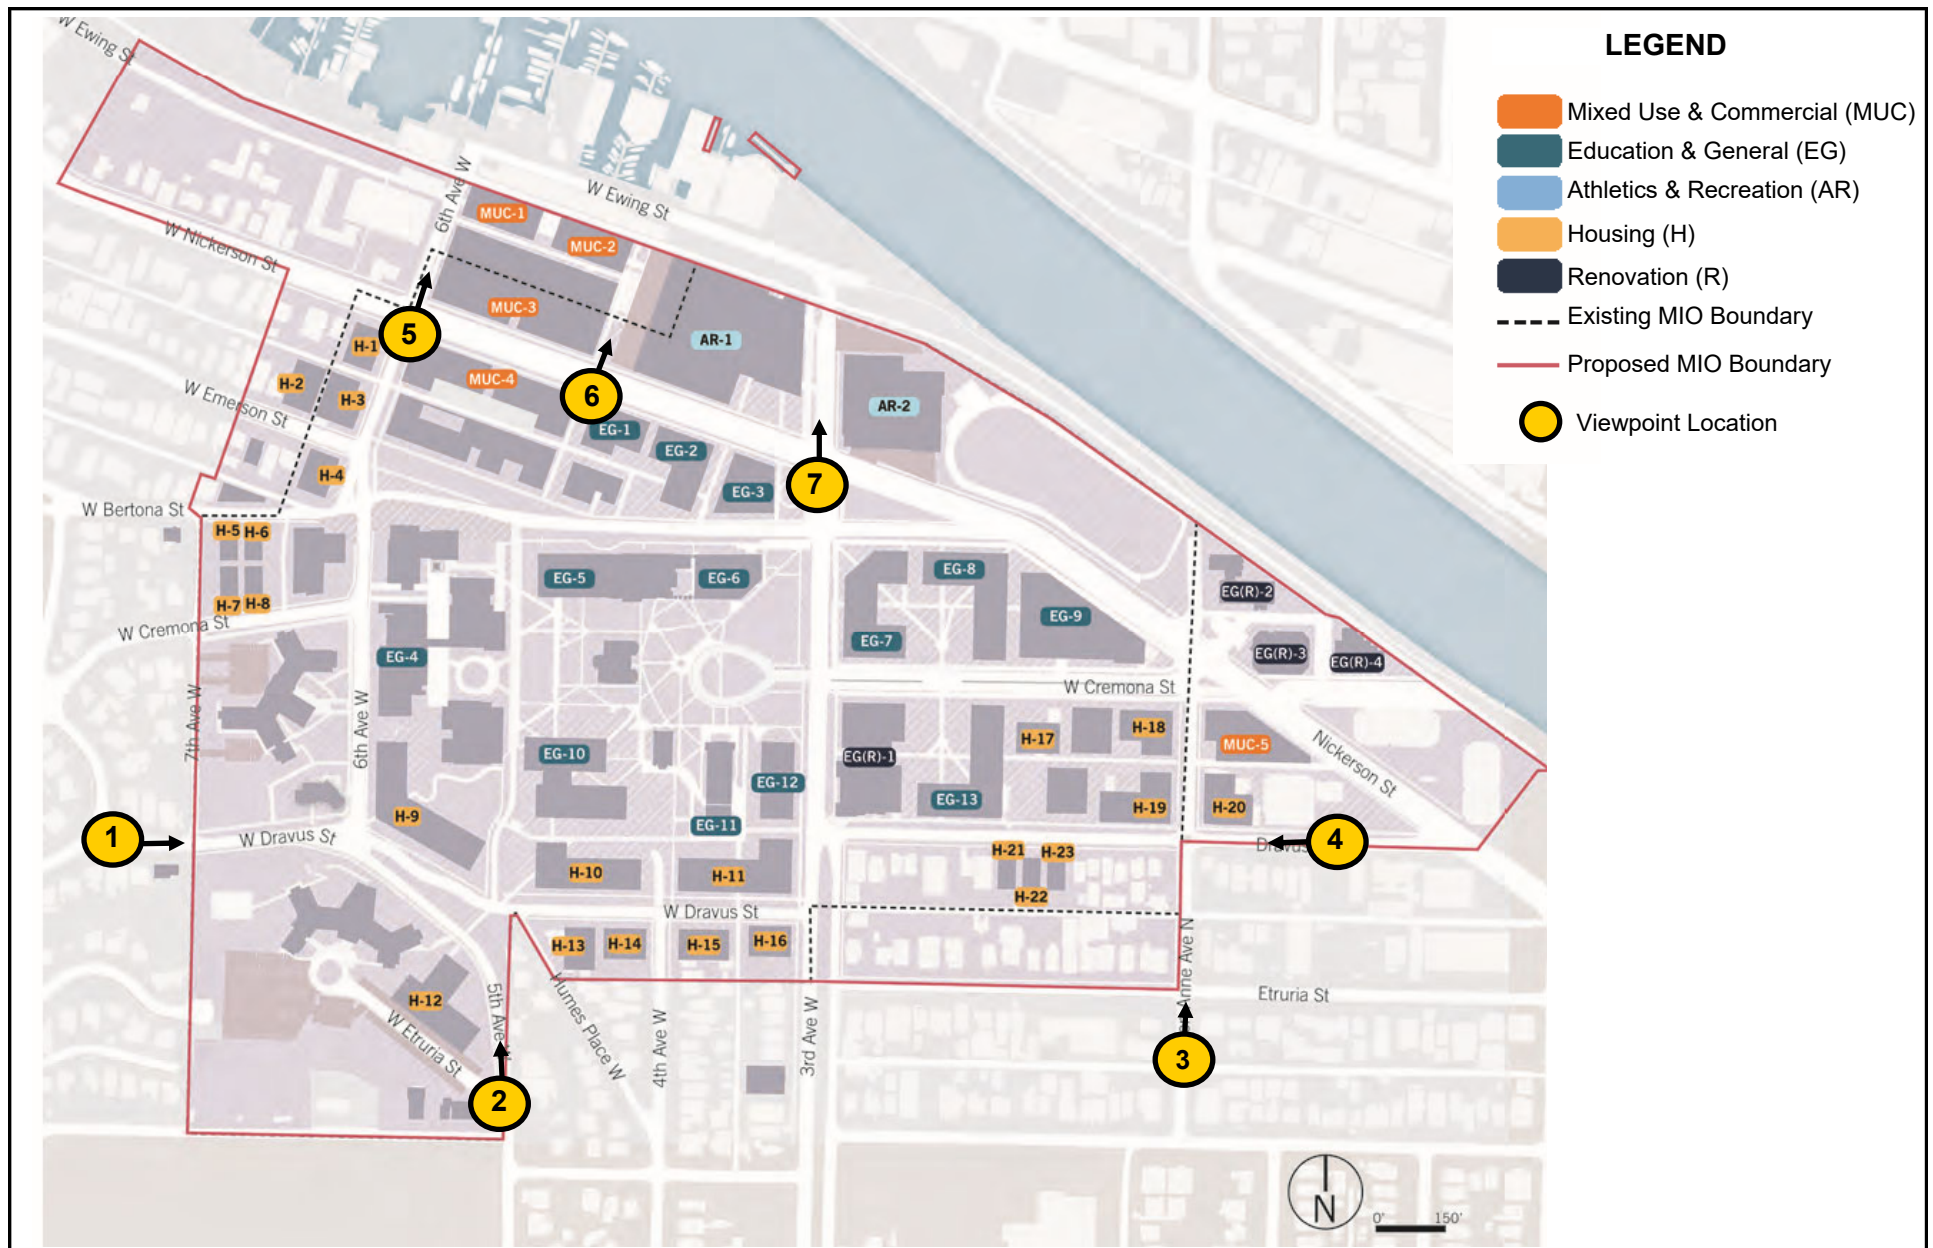 LEGEND
Mixed Use & Commercial (MUC)
Education & General (EG)
Athletics & Recreation (AR)
Housing (H)
Renovation (R)
Existing MIO Boundary
Proposed MIO Boundary
Viewpoint Location
W Ewing St
6th Ave W
W Ewing St
MUC-1
MUC-2
W Nickerson St
MUC-3
5
H-1
AR-1
MUC-4
H-2
6
H-3
W Emerson St
AR-2
EG-1
EG-2
H-4
7
EG-3
W Bertona St
H-5
H-6
EG-5
EG-6
EG-8
EG(R)-2
H-7
H-8
EG-9
W Cremona St
EG-7
EG-4
EG(R)-3
EG(R)-4
W Cremona St
7th Ave W
6th Ave W
H-18
H-17
MUC-5
EG-10
EG(R)-1
Nickerson St
EG-12
EG-13
H-19
H-20
H-9
EG-11
1
W Dravus St
4
H-21
H-23
H-10
H-11
H-22
W Dravus St
H-13
H-14
H-15
H-16
Anne Ave N
Etruria St
H-12
5th Ave
W Etruria St
Humes Place W
4th Ave W
3rd Ave W
3
2
N
0'
150'